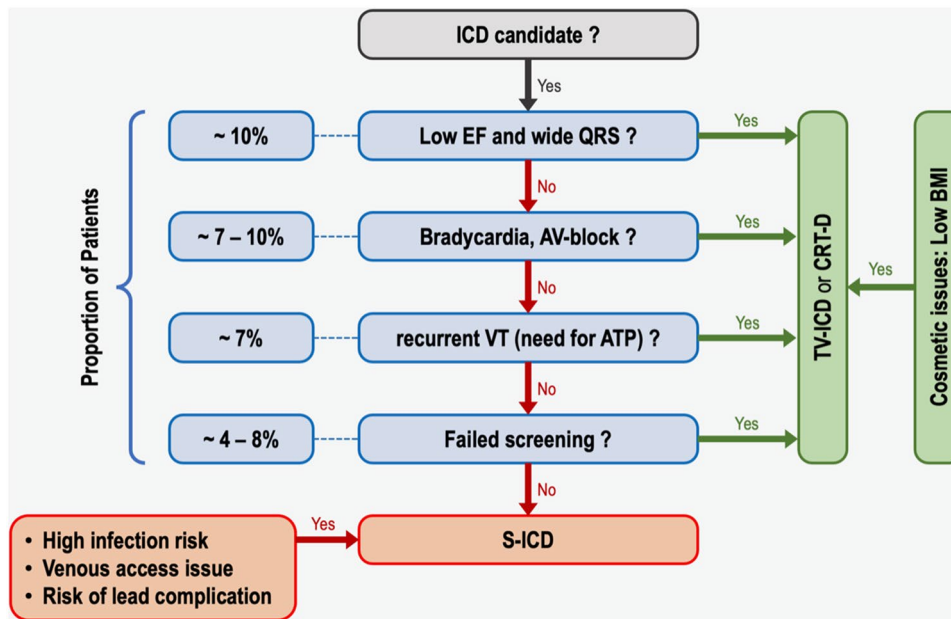 ICD candidate ?
Yes
~ 10%
Low EF and wide QRS ?
Yes
No
~ 7 – 10%
Bradycardia, AV-block ?
Yes
No
~ 7%
recurrent VT (need for ATP) ?
Yes
No
~ 4 – 8%
Failed screening ?
Yes
No
S-ICD
Proportion of Patients
TV-ICD or CRT-D
Yes
Cosmetic issues: Low BMI
• High infection risk
• Venous access issue
• Risk of lead complication
Yes